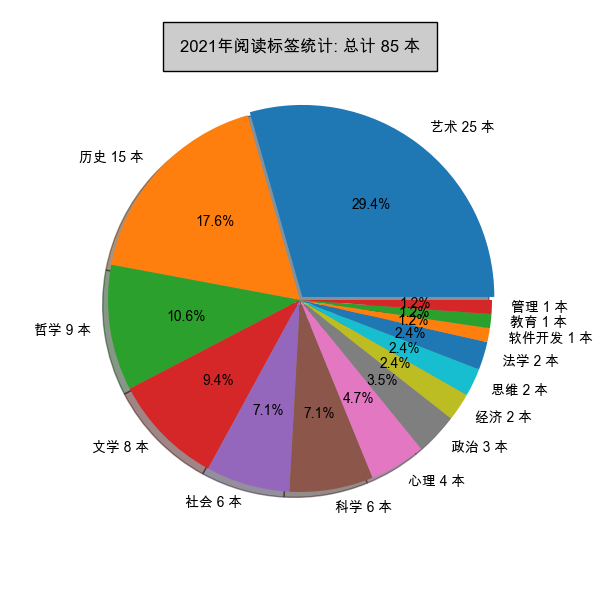 2021年阅读标签统计: 总计 85 本
艺术 25 本
29.4%
历史 15 本
17.6%
哲学 9 本
10.6%
文学 8 本
9.4%
社会 6 本
7.1%
科学 6 本
7.1%
心理 4 本
4.7%
政治 3 本
3.5%
经济 2 本
2.4%
思维 2 本
2.4%
法学 2 本
2.4%
软件开发 1 本
1.2%
教育 1 本
1.2%
管理 1 本
1.2%